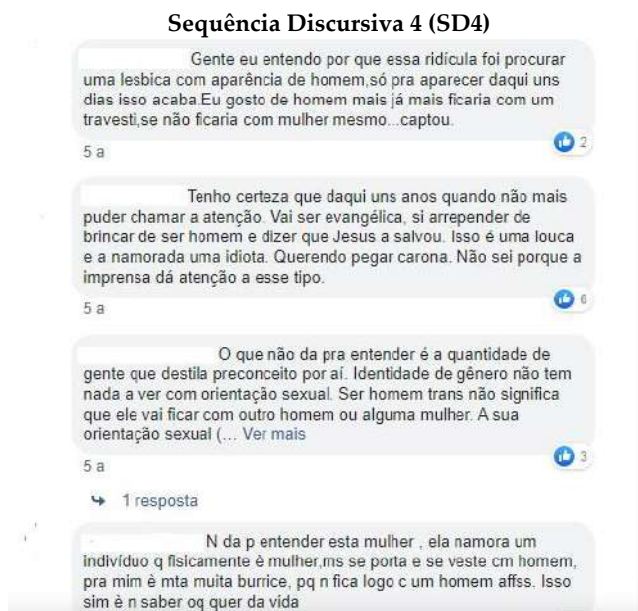 Sequência Discursiva 4 (SD4)
Gente eu entendo por que essa ridícula foi procurar
uma lesbica com aparência de homem,só pra aparecer daqui uns
dias isso acaba.Eu gosto de homem mais já mais ficaria com um
travesti,se não ficaria com mulher mesmo...captou.
5 a
2
Tenho certeza que daqui uns anos quando não mais
puder chamar a atenção. Vai ser evangélica, si arrepender de
brincar de ser homem e dizer que Jesus a salvou. Isso é uma louca
e a namorada uma idiota. Querendo pegar carona. Não sei porque a
imprensa dá atenção a esse tipo.
6
5 a
O que não da pra entender é a quantidade de
gente que destila preconceito por aí. Identidade de gênero não tem
nada a ver com orientação sexual. Ser homem trans não significa
que ele vai ficar com outro homem ou alguma mulher. A sua
orientação sexual (... Ver mais
3
5 a
1 resposta
N da p entender esta mulher , ela namora um
indivíduo q fisicamente è mulher,ms se porta e se veste cm homem,
pra mim è mta muita burrice, pq n fica logo c um homem affss. Isso
sim è n saber oq quer da vida